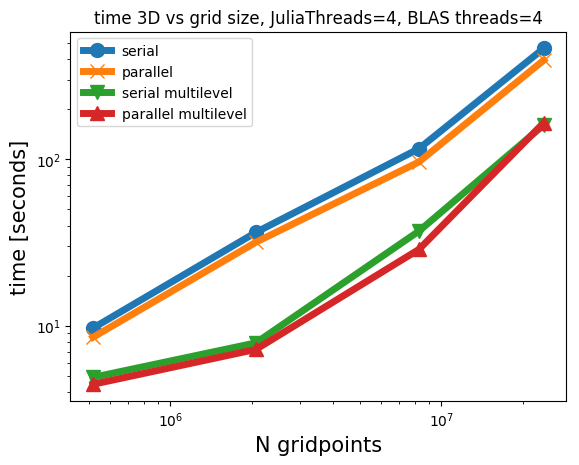 time 3D vs grid size, JuliaThreads=4, BLAS threads=4
serial
parallel
serial multilevel
parallel multilevel
time [seconds]
10²
10¹
10⁶
10⁷
N gridpoints